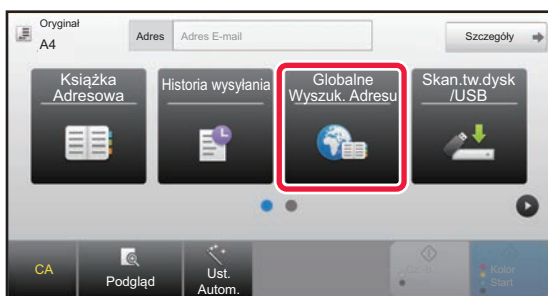 Oryginał
A4
Adres
Adres E-mail
Szczegóły
Książka
Adresowa
Historia wysyłania
Globalne
Wyszuk. Adresu
Skan.tw.dysk
/USB
CA
Podgląd
Ust.
Autom.
Kolor
Start